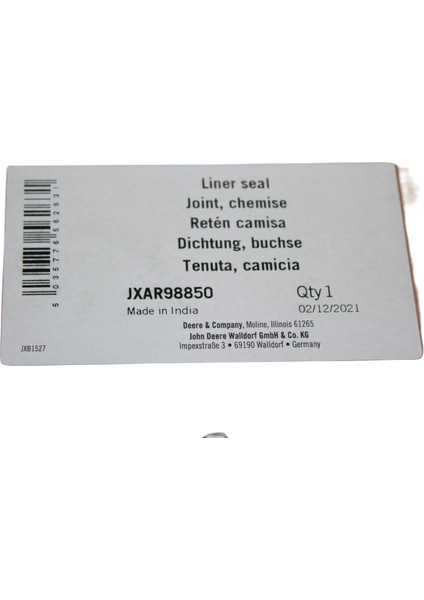 Liner seal
Joint, chemise
Retén camisa
Dichtung, buchse
Tenuta, camicia
JXAR98850 Qty 1
Made in India 02/12/2021
Deere & Company, Moline, Illinois 61265
John Deere Walldorf GmbH & Co. KG
Impexstraße 3 • 69190 Walldorf • Germany
JXB1527